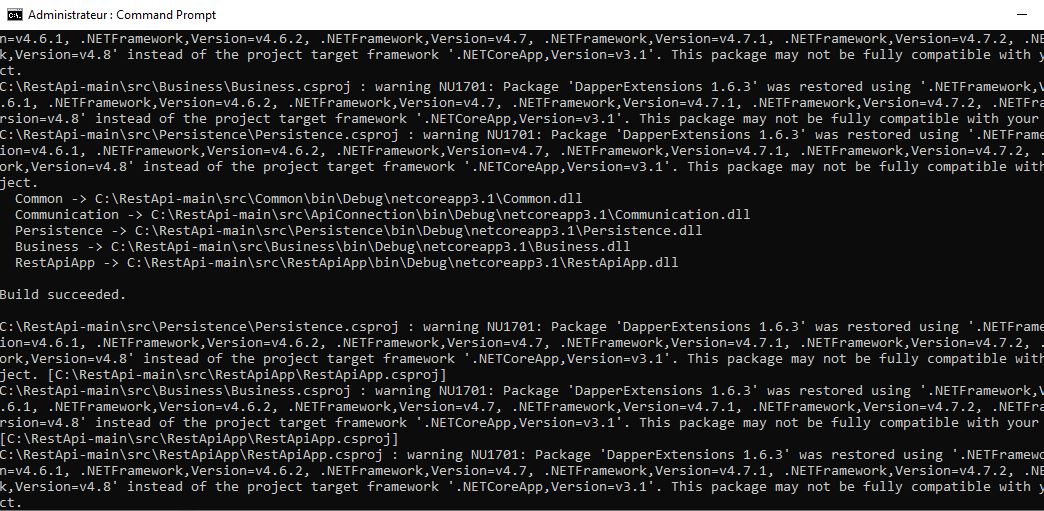 Administrateur : Command Prompt
n=v4.6.1, .NETFramework,Version=v4.6.2, .NETFramework,Version=v4.7, .NETFramework,Version=v4.7.1, .NETFramework,Version=v4.7.2, .NE
k,Version=v4.8' instead of the project target framework '.NETCoreApp,Version=v3.1'. This package may not be fully compatible with y
ct.
C:\RestApi-main\src\Business\Business.csproj : warning NU1701: Package 'DapperExtensions 1.6.3' was restored using '.NETFramework,V
.6.1, .NETFramework,Version=v4.6.2, .NETFramework,Version=v4.7, .NETFramework,Version=v4.7.1, .NETFramework,Version=v4.7.2, .NETFra
rsion=v4.8' instead of the project target framework '.NETCoreApp,Version=v3.1'. This package may not be fully compatible with your
C:\RestApi-main\src\Persistence\Persistence.csproj : warning NU1701: Package 'DapperExtensions 1.6.3' was restored using '.NETFrame
ion=v4.6.1, .NETFramework,Version=v4.6.2, .NETFramework,Version=v4.7, .NETFramework,Version=v4.7.1, .NETFramework,Version=v4.7.2, .
ork,Version=v4.8' instead of the project target framework '.NETCoreApp,Version=v3.1'. This package may not be fully compatible with
ject.
Common -> C:\RestApi-main\src\Common\bin\Debug\netcoreapp3.1\Common.dll
Communication -> C:\RestApi-main\src\ApiConnection\bin\Debug\netcoreapp3.1\Communication.dll
Persistence -> C:\RestApi-main\src\Persistence\bin\Debug\netcoreapp3.1\Persistence.dll
Business -> C:\RestApi-main\src\Business\bin\Debug\netcoreapp3.1\Business.dll
RestApiApp -> C:\RestApi-main\src\RestApiApp\bin\Debug\netcoreapp3.1\RestApiApp.dll
Build succeeded.
C:\RestApi-main\src\Persistence\Persistence.csproj : warning NU1701: Package 'DapperExtensions 1.6.3' was restored using '.NETFrame
ion=v4.6.1, .NETFramework,Version=v4.6.2, .NETFramework,Version=v4.7, .NETFramework,Version=v4.7.1, .NETFramework,Version=v4.7.2, .
ork,Version=v4.8' instead of the project target framework '.NETCoreApp,Version=v3.1'. This package may not be fully compatible with
ject. [C:\RestApi-main\src\RestApiApp\RestApiApp.csproj]
C:\RestApi-main\src\Business\Business.csproj : warning NU1701: Package 'DapperExtensions 1.6.3' was restored using '.NETFramework,V
.6.1, .NETFramework,Version=v4.6.2, .NETFramework,Version=v4.7, .NETFramework,Version=v4.7.1, .NETFramework,Version=v4.7.2, .NETFra
rsion=v4.8' instead of the project target framework '.NETCoreApp,Version=v3.1'. This package may not be fully compatible with your
[C:\RestApi-main\src\RestApiApp\RestApiApp.csproj]
C:\RestApi-main\src\RestApiApp\RestApiApp.csproj : warning NU1701: Package 'DapperExtensions 1.6.3' was restored using '.NETFramewo
n=v4.6.1, .NETFramework,Version=v4.6.2, .NETFramework,Version=v4.7, .NETFramework,Version=v4.7.1, .NETFramework,Version=v4.7.2, .NE
k,Version=v4.8' instead of the project target framework '.NETCoreApp,Version=v3.1'. This package may not be fully compatible with y
ct.